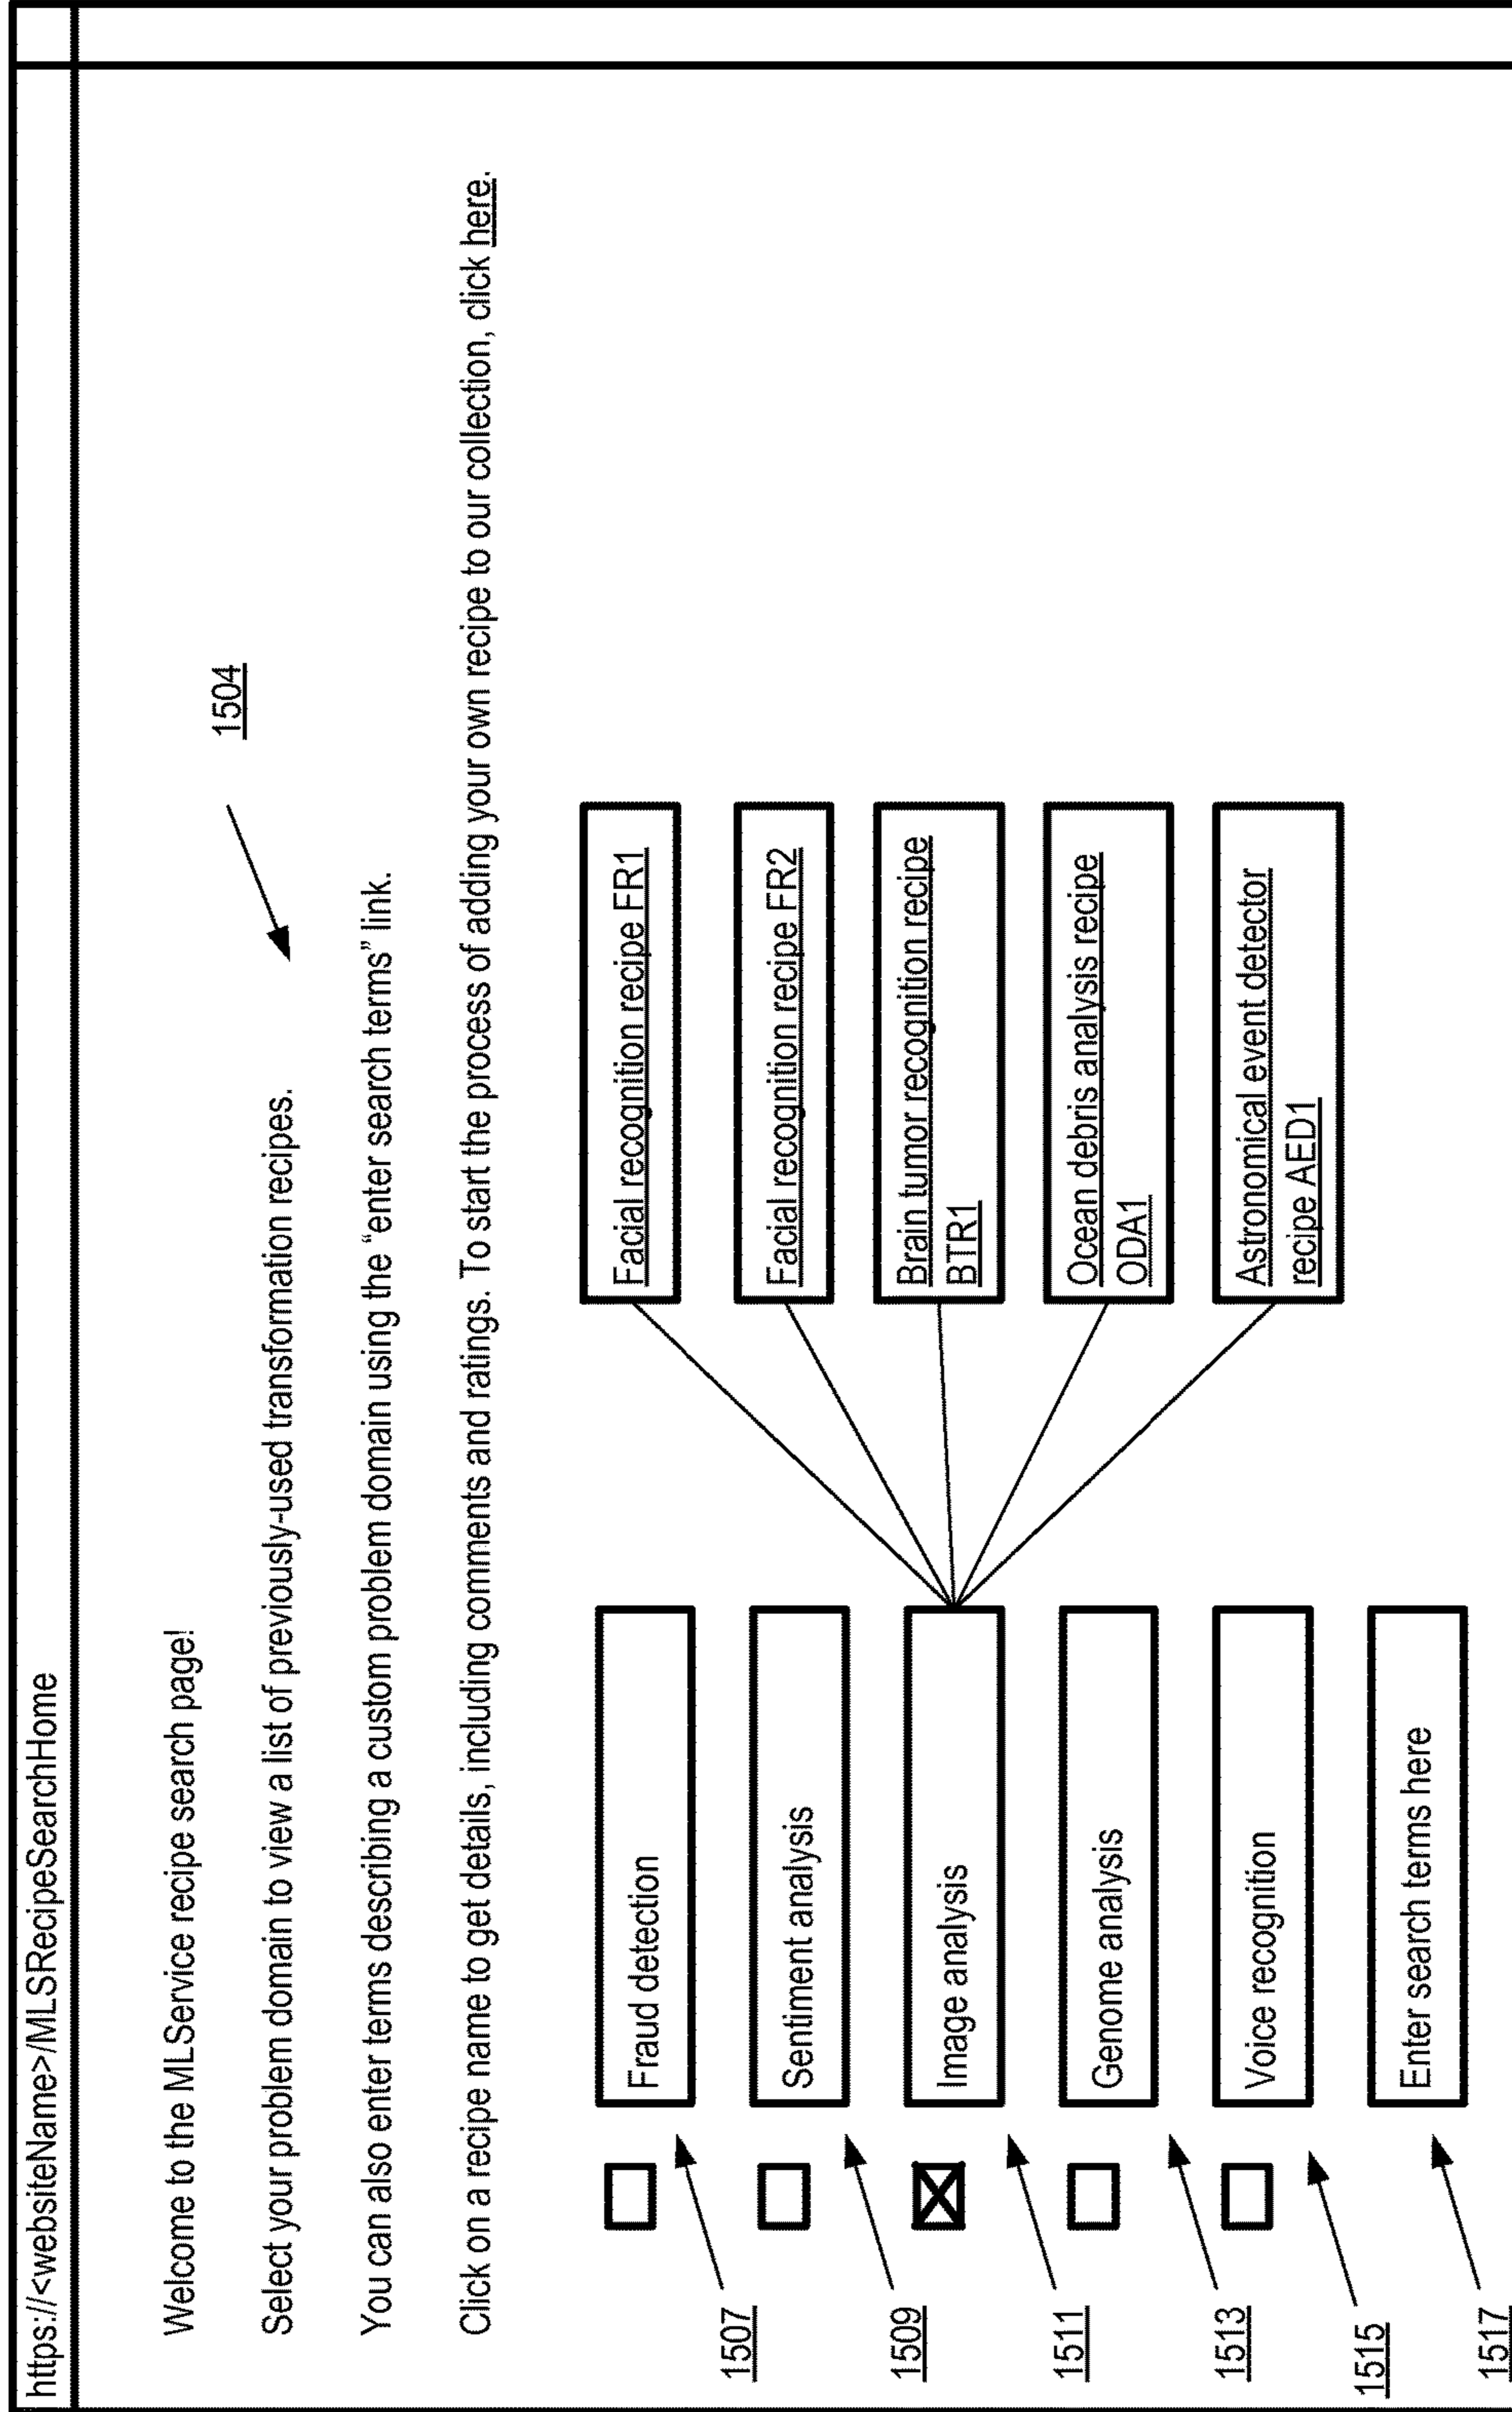 https://<websiteName>/MLSRecipeSearchHome
Welcome to the MLService recipe search page!
1504
Select your problem domain to view a list of previously-used transformation recipes.
You can also enter terms describing a custom problem domain using the “enter search terms” link.
Click on a recipe name to get details, including comments and ratings. To start the process of adding your own recipe to our collection, click here.
Fraud detection
1507
Sentiment analysis
1509
Image analysis
1511
Genome analysis
1513
Voice recognition
1515
Enter search terms here
1517
Facial recognition recipe FR1
Facial recognition recipe FR2
Brain tumor recognition recipe
BTR1
Ocean debris analysis recipe
ODA1
Astronomical event detector
recipe AED1